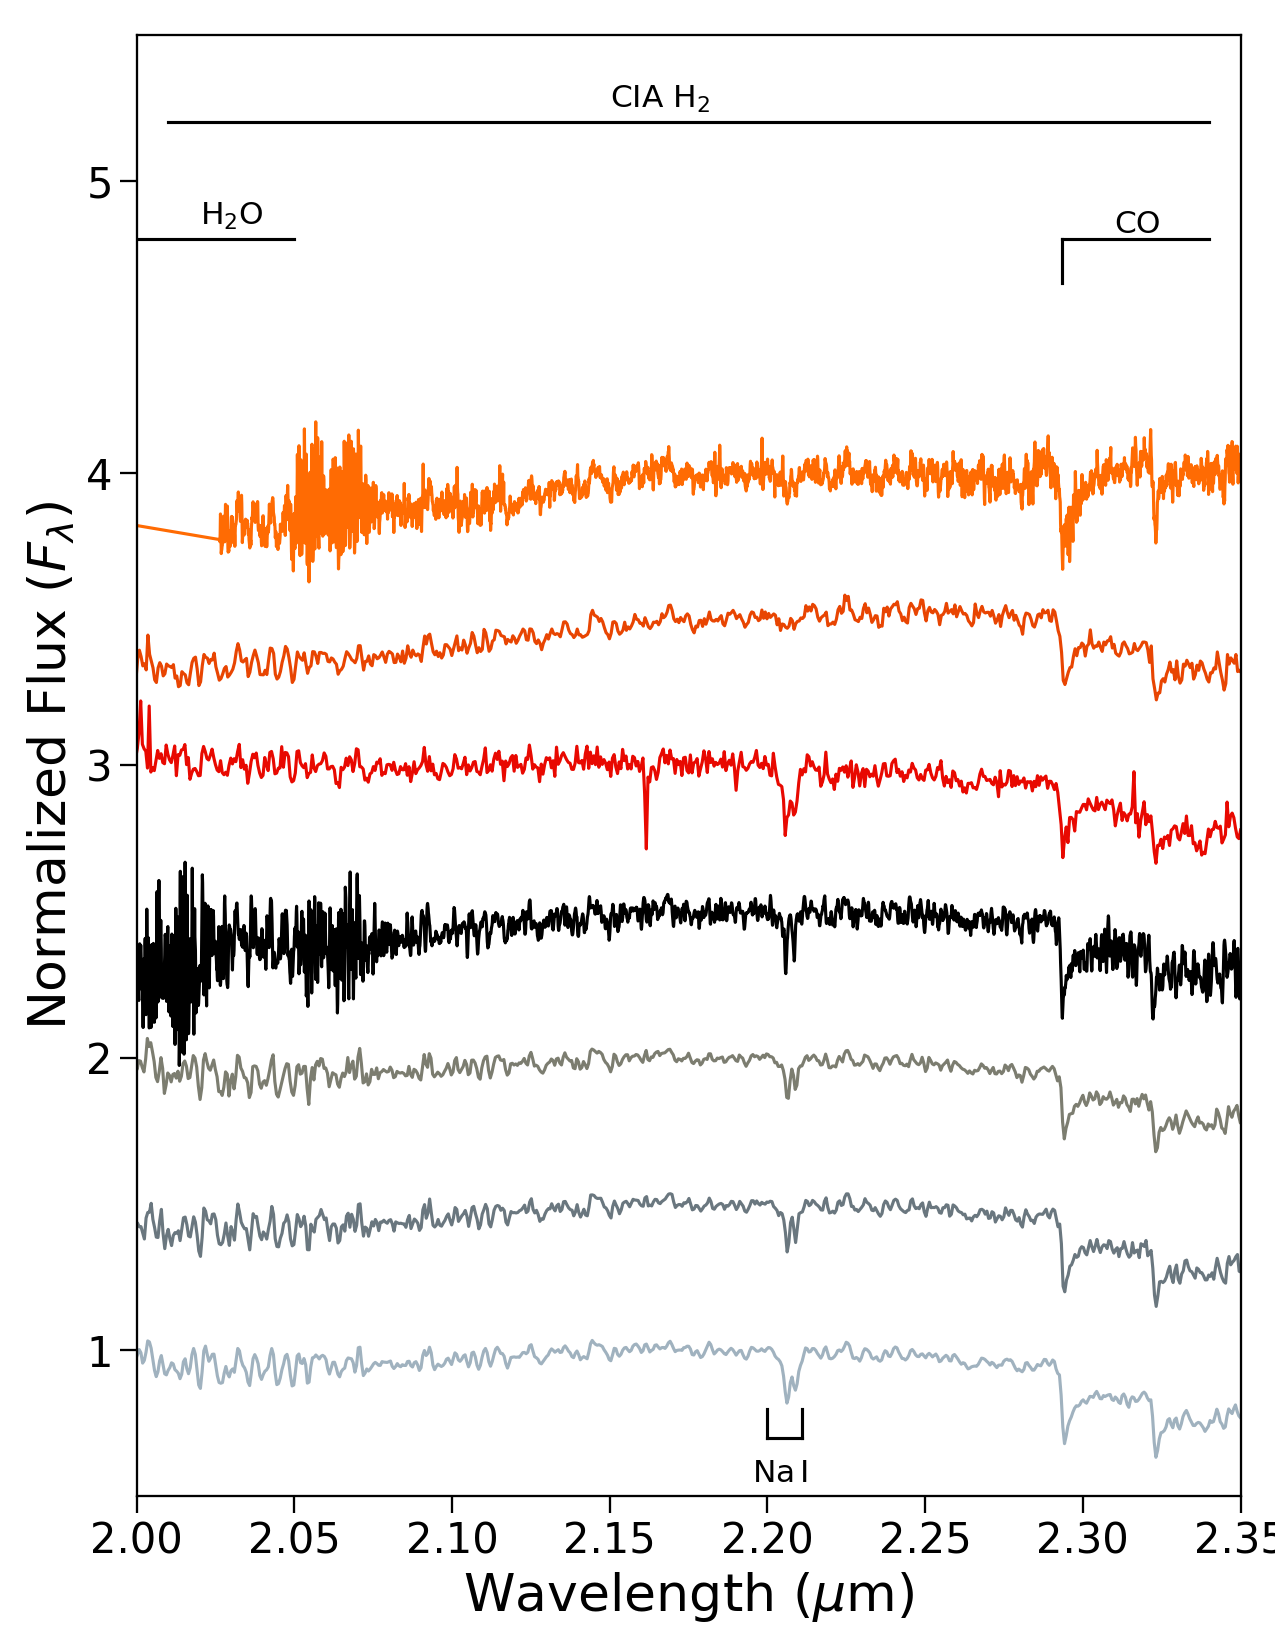 CIA H₂
5
H₂O
CO
4
3
2
1
Na I
2.00 2.05 2.10 2.15 2.20 2.25 2.30 2.35
Wavelength (μm)
Normalized Flux (F_λ)